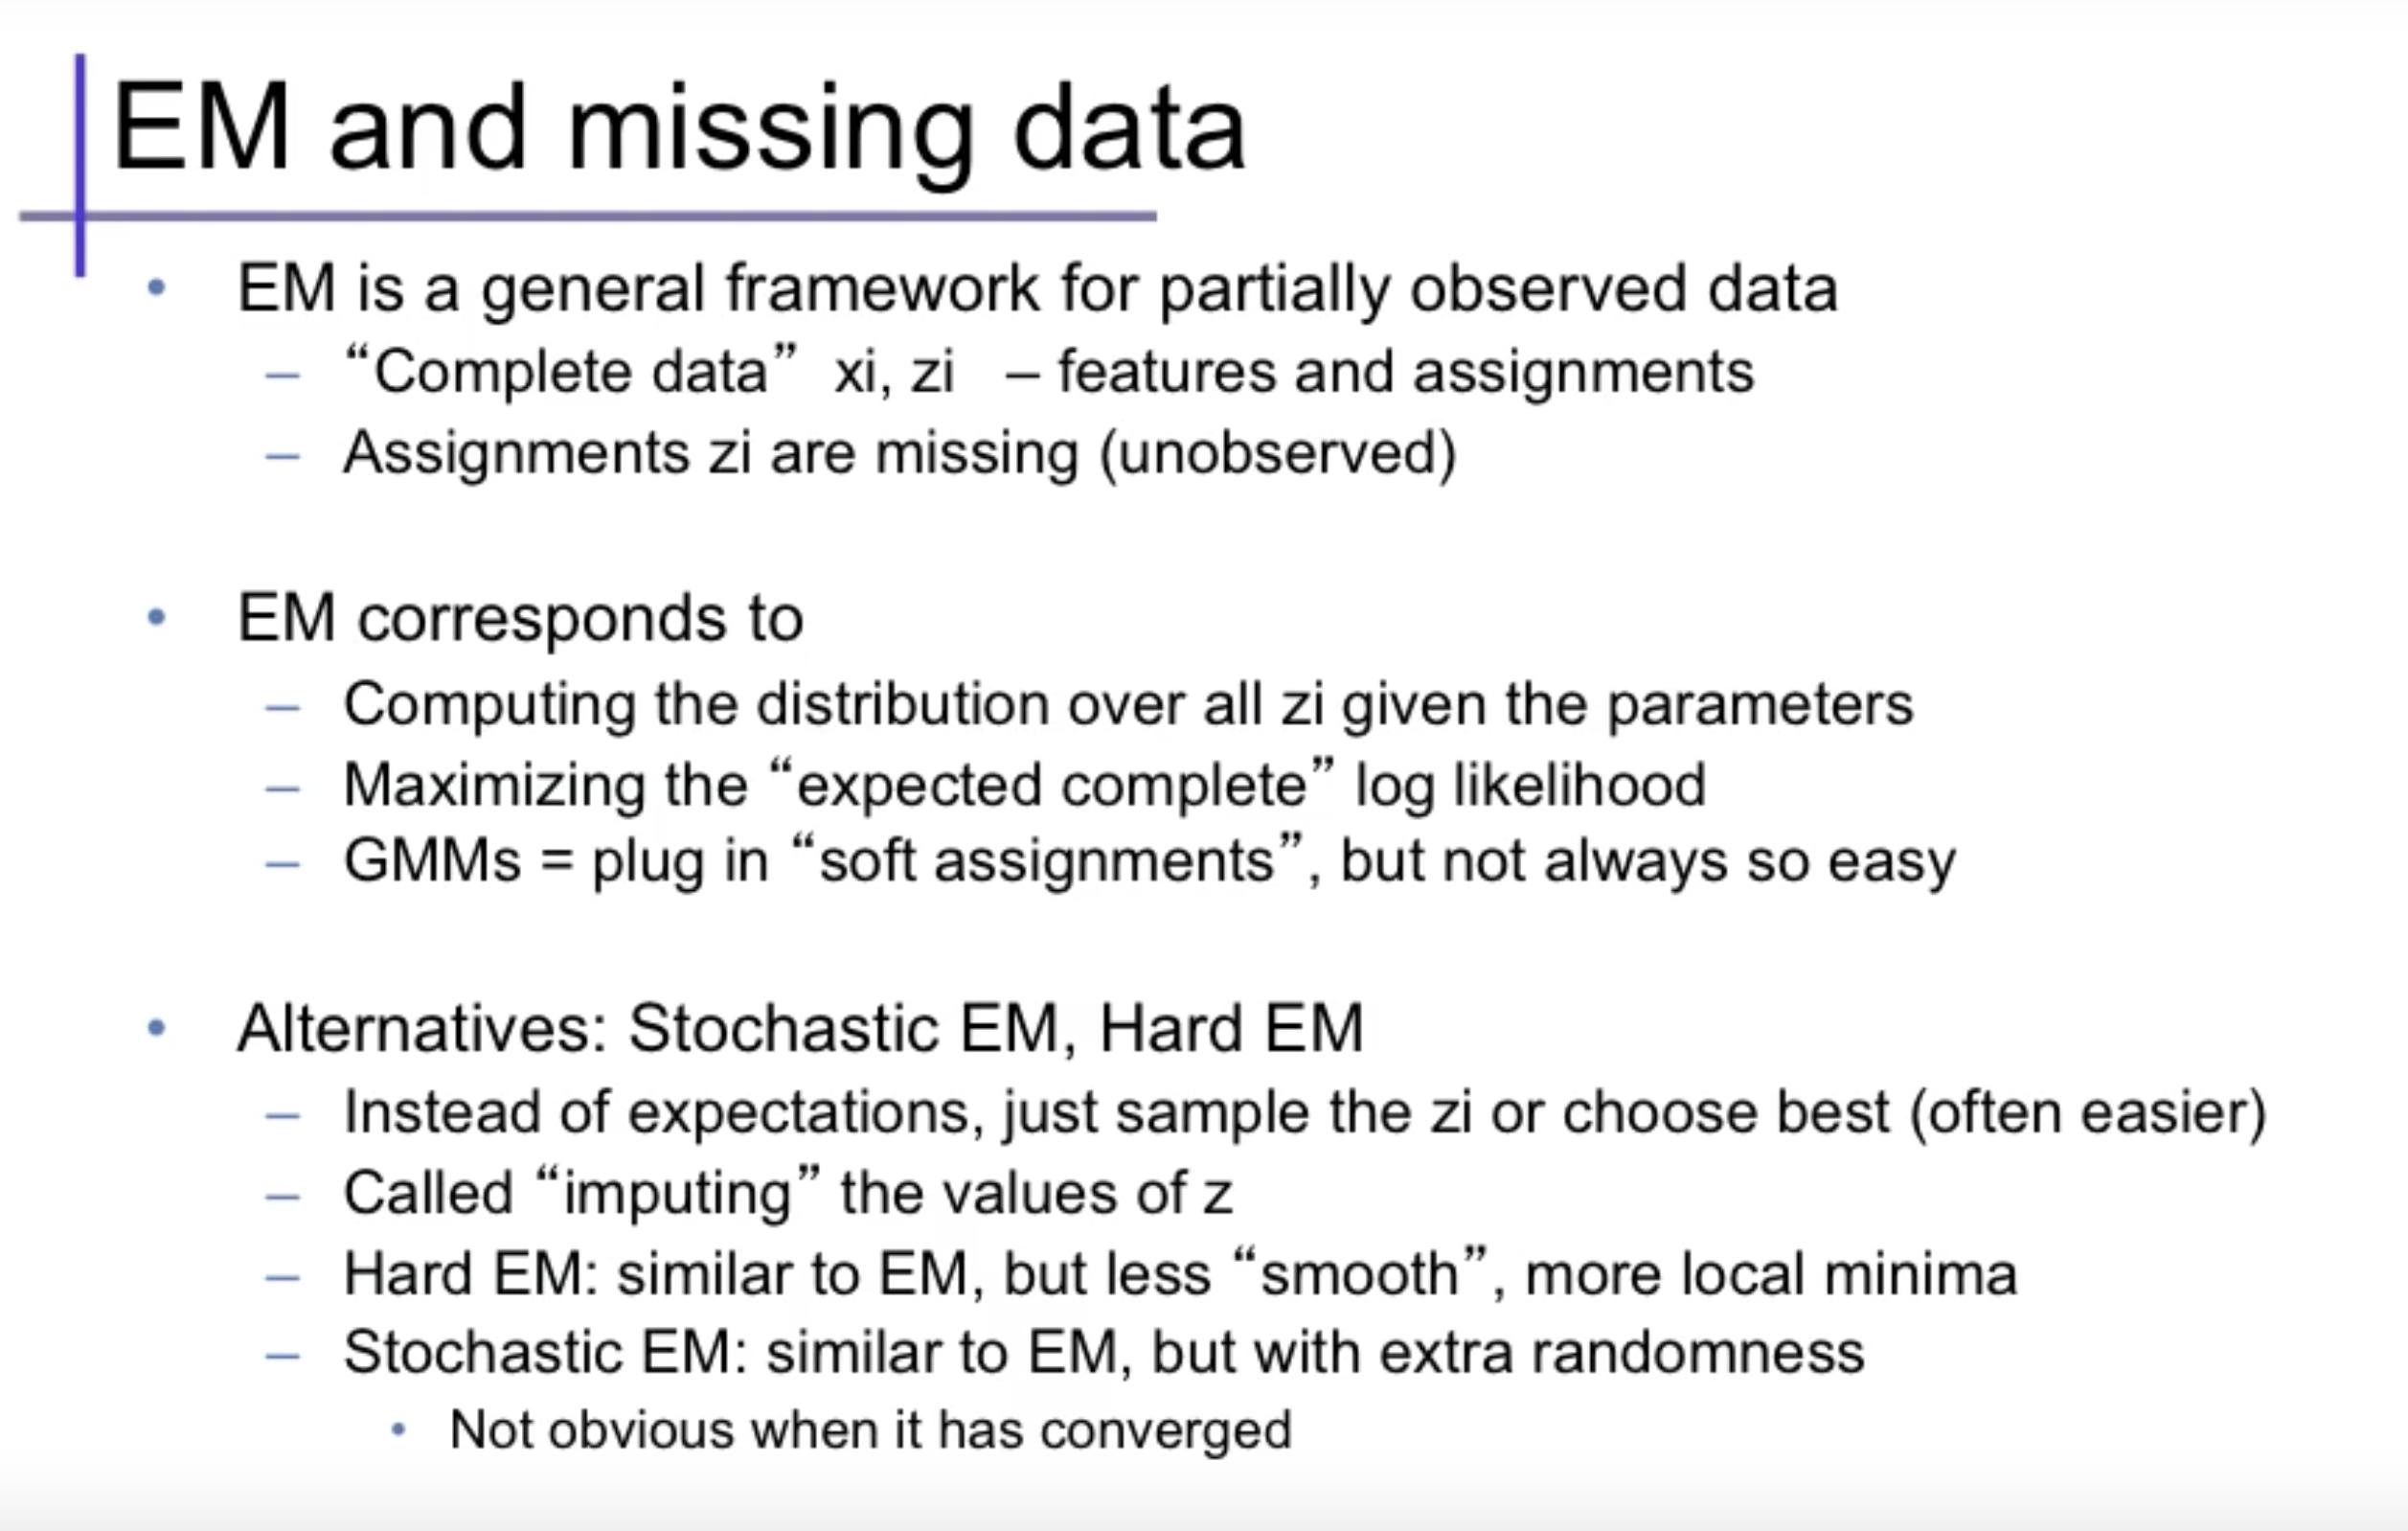 EM and missing data
• EM is a general framework for partially observed data
– “Complete data” xi, zi – features and assignments
– Assignments zi are missing (unobserved)
• EM corresponds to
– Computing the distribution over all zi given the parameters
– Maximizing the “expected complete” log likelihood
– GMMs = plug in “soft assignments”, but not always so easy
• Alternatives: Stochastic EM, Hard EM
– Instead of expectations, just sample the zi or choose best (often easier)
– Called “imputing” the values of z
– Hard EM: similar to EM, but less “smooth”, more local minima
– Stochastic EM: similar to EM, but with extra randomness
• Not obvious when it has converged